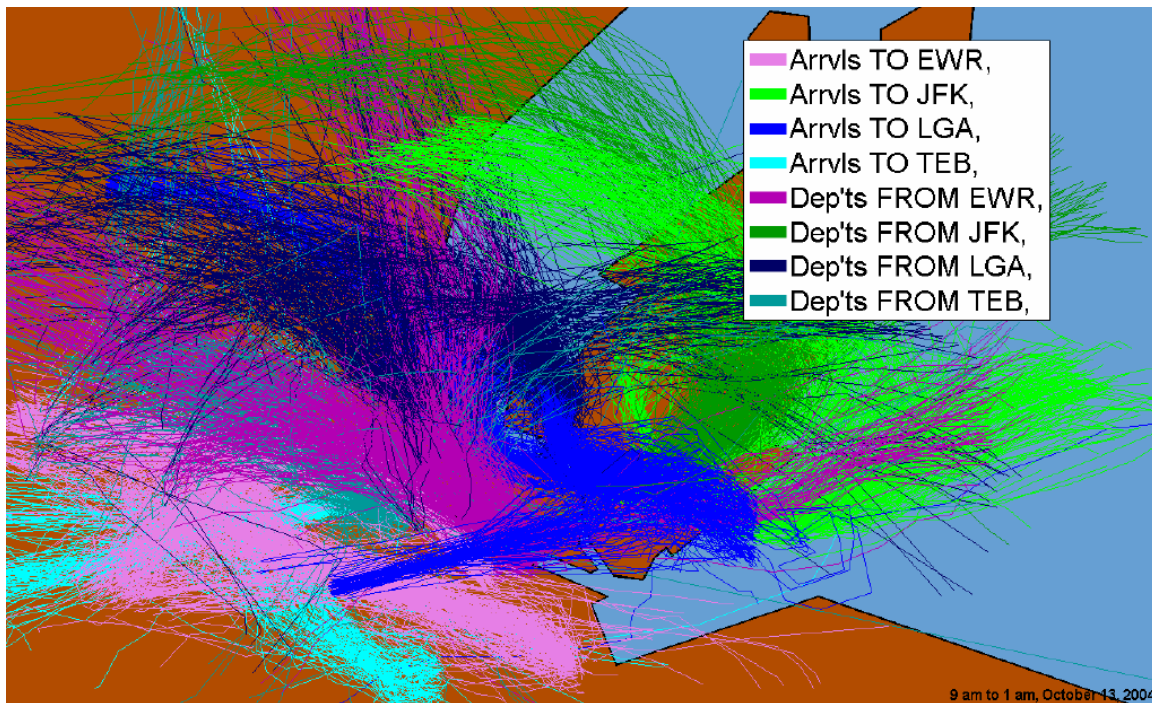 Arrvls TO EWR,
Arrvls TO JFK,
Arrvls TO LGA,
Arrvls TO TEB,
Dep'ts FROM EWR,
Dep'ts FROM JFK,
Dep'ts FROM LGA,
Dep'ts FROM TEB,
9 am to 1 am, October 13, 2004